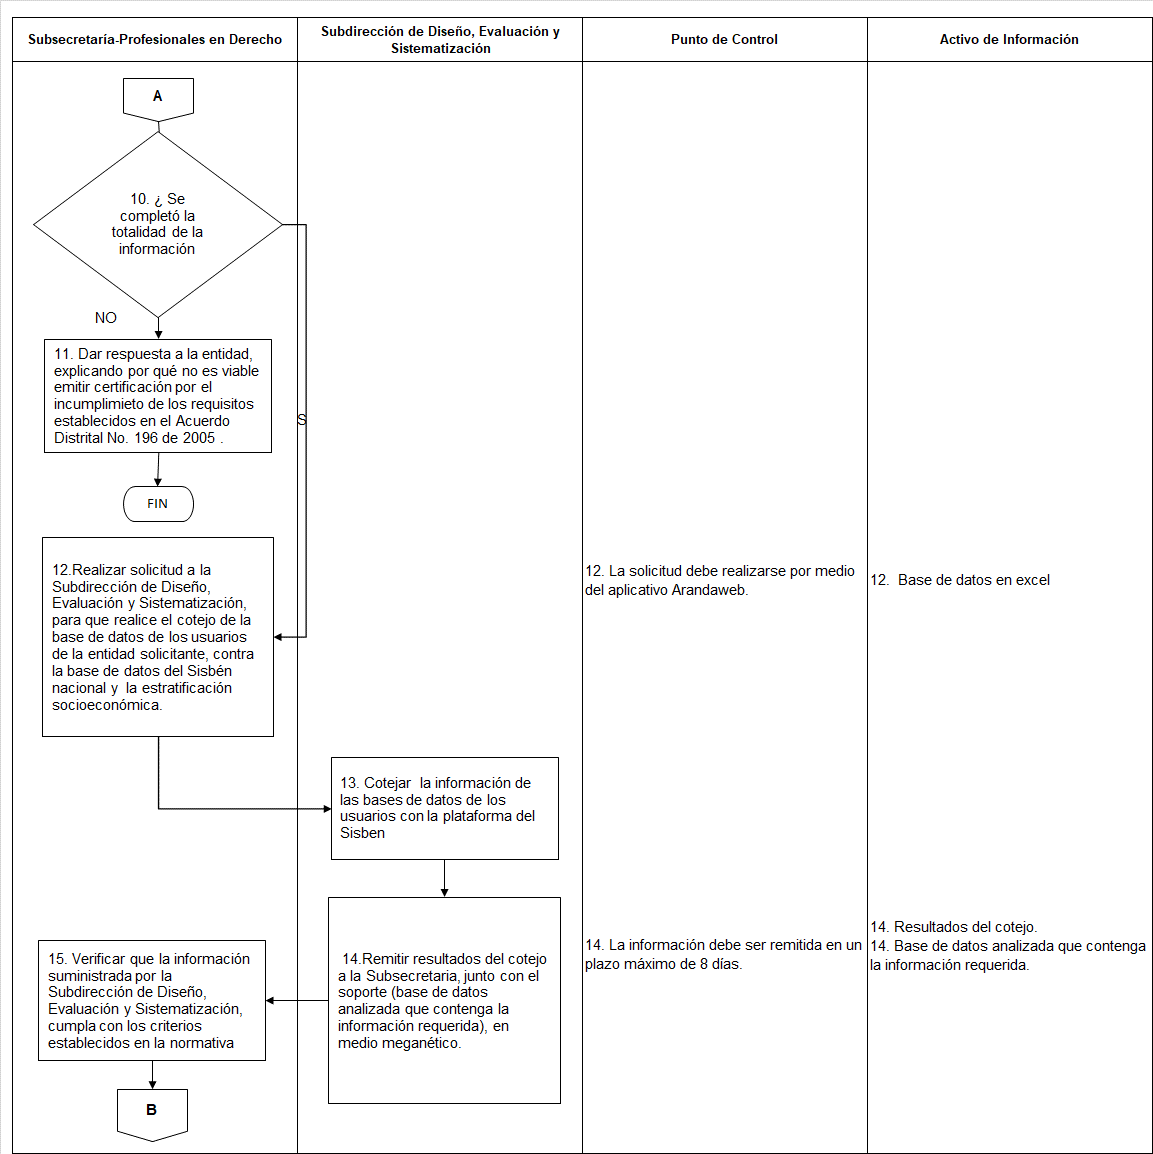 Subsecretaría-Profesionales en Derecho
Subdirección de Diseño, Evaluación y
Sistematización
Punto de Control
Activo de Información
A
10. ¿ Se
completó la
totalidad de la
información
NO
11. Dar respuesta a la entidad,
explicando por qué no es viable
emitir certificación por el
incumplimieto de los requisitos
establecidos en el Acuerdo
Distrital No. 196 de 2005 .
S
FIN
12.Realizar solicitud a la
Subdirección de Diseño,
Evaluación y Sistematización,
para que realice el cotejo de la
base de datos de los usuarios
de la entidad solicitante, contra
la base de datos del Sisbén
nacional y  la estratificación
socioeconómica.
12. La solicitud debe realizarse por medio
del aplicativo Arandaweb.
12.  Base de datos en excel
13. Cotejar  la información de
las bases de datos de los
usuarios con la plataforma del
Sisben
14.Remitir resultados del cotejo
a la Subsecretaria, junto con el
soporte (base de datos
analizada que contenga la
información requerida), en
medio meganético.
14. La información debe ser remitida en un
plazo máximo de 8 días.
14. Resultados del cotejo.
14. Base de datos analizada que contenga
la información requerida.
15. Verificar que la información
suministrada por la
Subdirección de Diseño,
Evaluación y Sistematización,
cumpla con los criterios
establecidos en la normativa
B